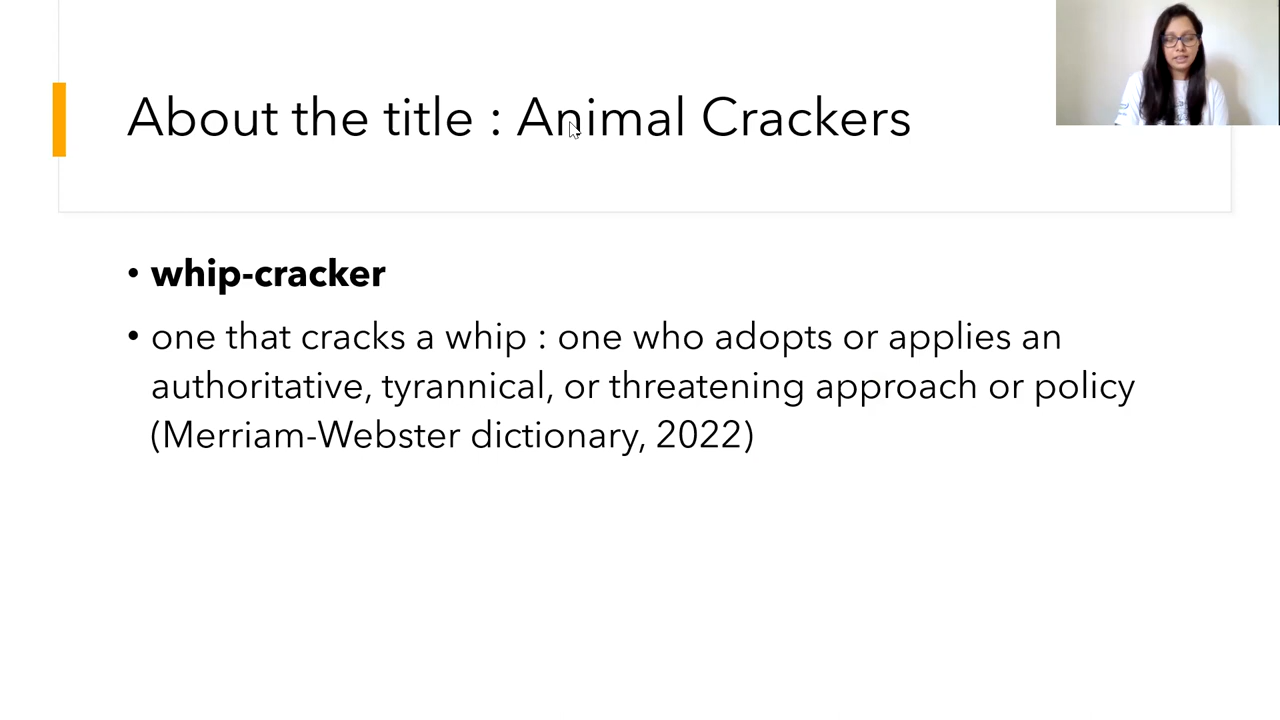 About the title : Animal Crackers
• whip-cracker
• one that cracks a whip : one who adopts or applies an
authoritative, tyrannical, or threatening approach or policy
(Merriam-Webster dictionary, 2022)